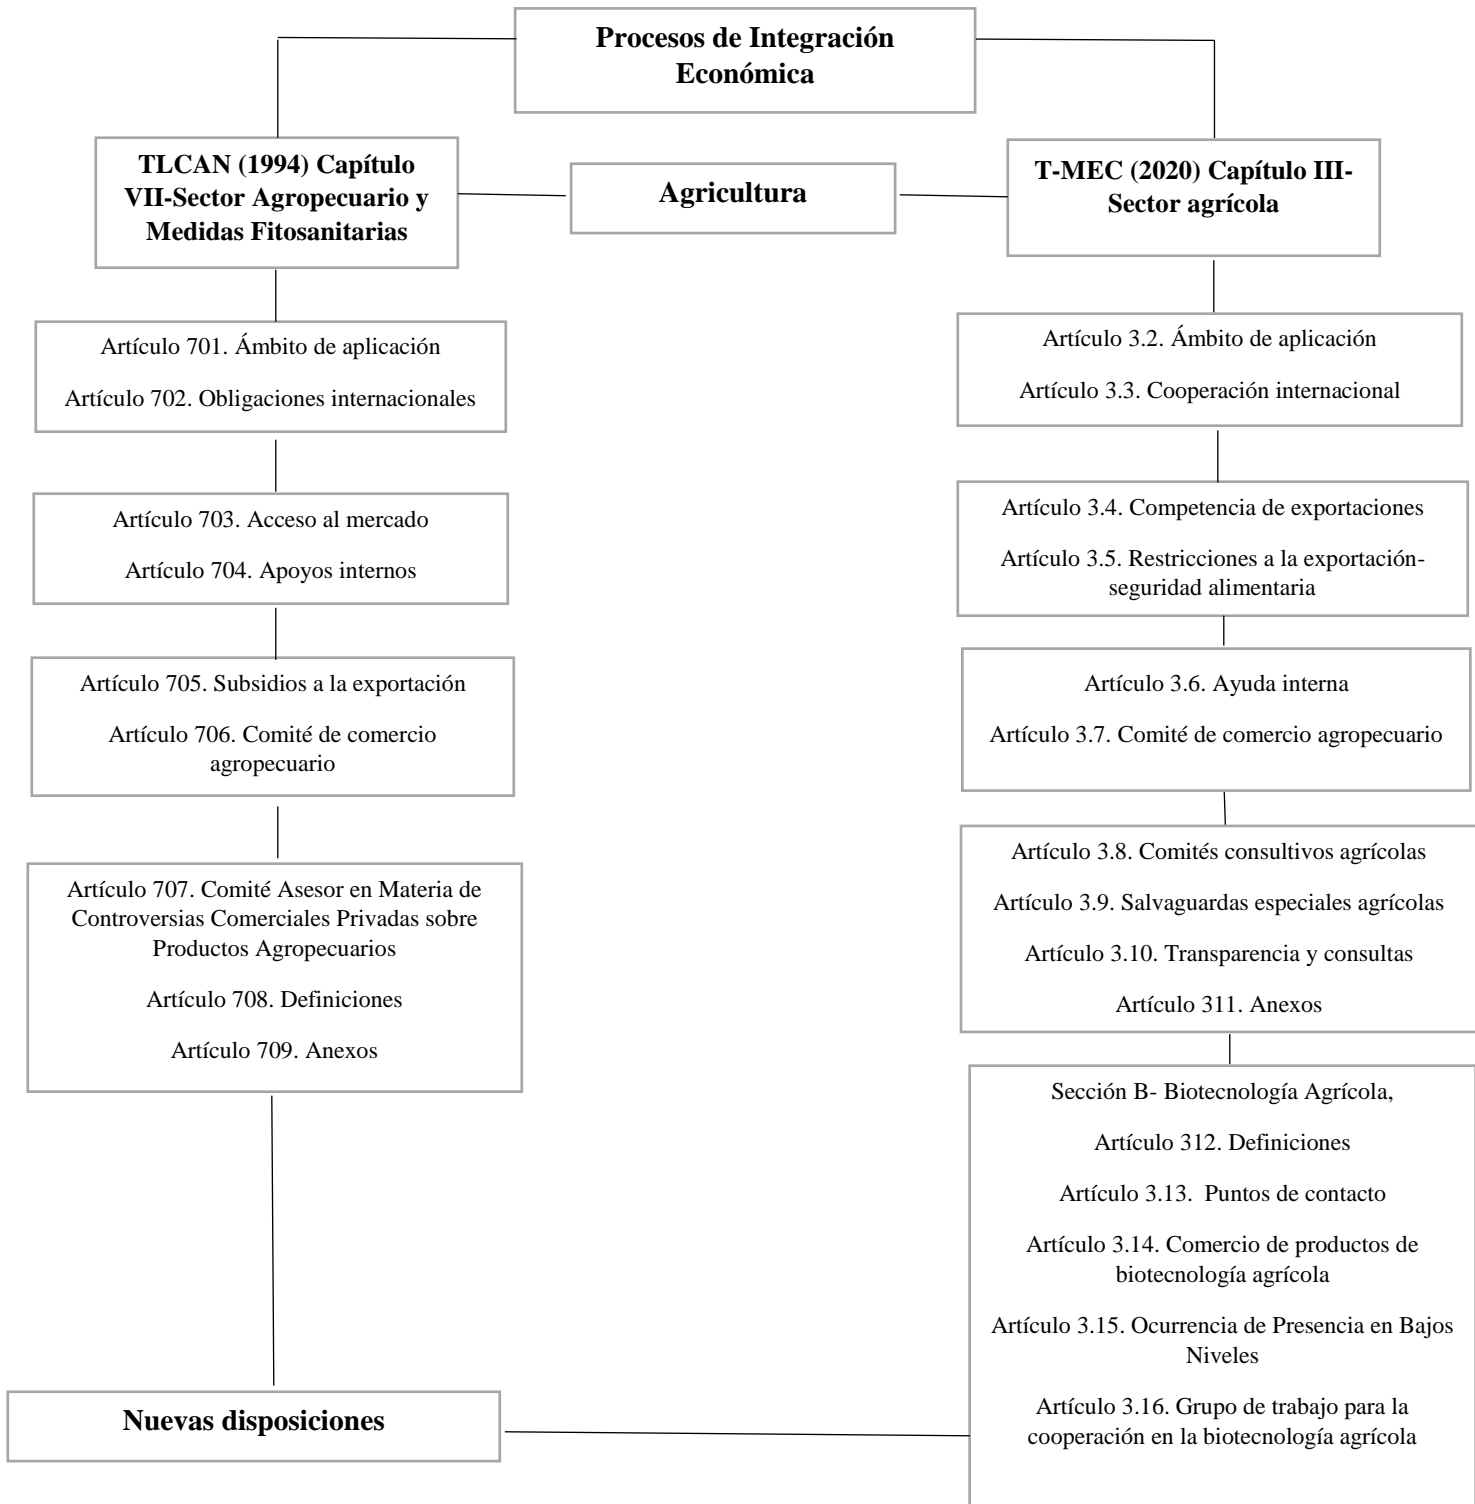 Procesos de Integración
Económica
TLCAN (1994) Capítulo
VII-Sector Agropecuario y
Medidas Fitosanitarias
Agricultura
T-MEC (2020) Capítulo III-
Sector agrícola
Artículo 701. Ámbito de aplicación
Artículo 702. Obligaciones internacionales
Artículo 703. Acceso al mercado
Artículo 704. Apoyos internos
Artículo 705. Subsidios a la exportación
Artículo 706. Comité de comercio
agropecuario
Artículo 707. Comité Asesor en Materia de
Controversias Comerciales Privadas sobre
Productos Agropecuarios
Artículo 708. Definiciones
Artículo 709. Anexos
Nuevas disposiciones
Artículo 3.2. Ámbito de aplicación
Artículo 3.3. Cooperación internacional
Artículo 3.4. Competencia de exportaciones
Artículo 3.5. Restricciones a la exportación-
seguridad alimentaria
Artículo 3.6. Ayuda interna
Artículo 3.7. Comité de comercio agropecuario
Artículo 3.8. Comités consultivos agrícolas
Artículo 3.9. Salvaguardas especiales agrícolas
Artículo 3.10. Transparencia y consultas
Artículo 311. Anexos
Sección B- Biotecnología Agrícola,
Artículo 312. Definiciones
Artículo 3.13. Puntos de contacto
Artículo 3.14. Comercio de productos de
biotecnología agrícola
Artículo 3.15. Ocurrencia de Presencia en Bajos
Niveles
Artículo 3.16. Grupo de trabajo para la
cooperación en la biotecnología agrícola